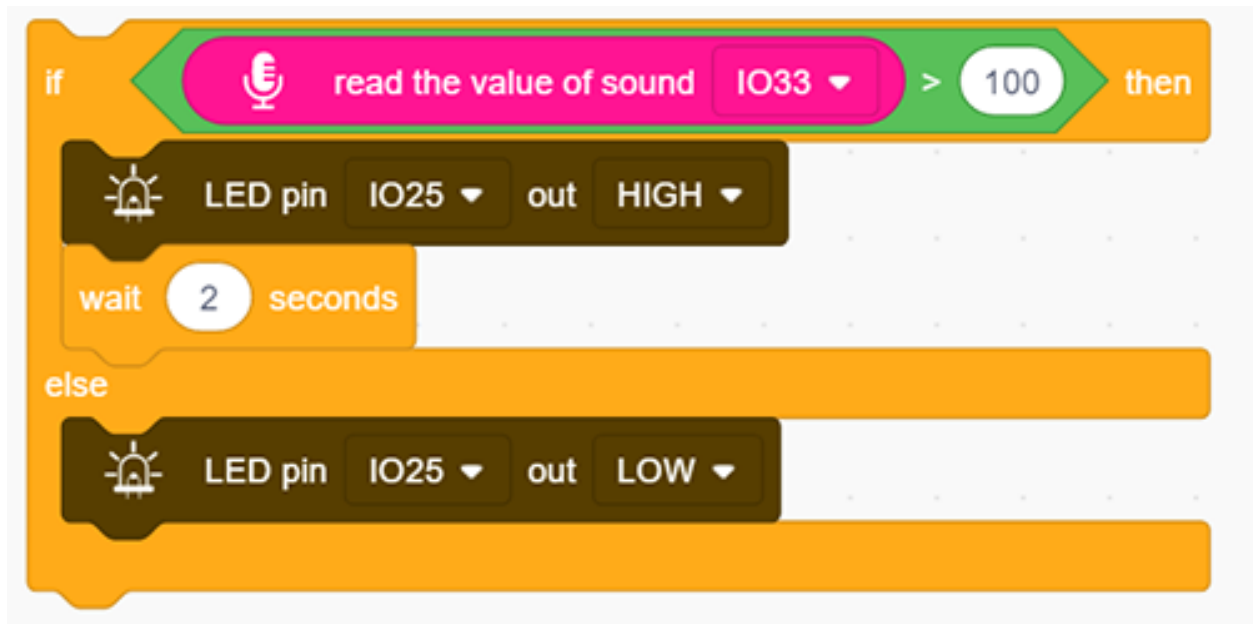 if read the value of sound IO33 > 100 then
LED pin IO25 out HIGH
wait 2 seconds
else
LED pin IO25 out LOW